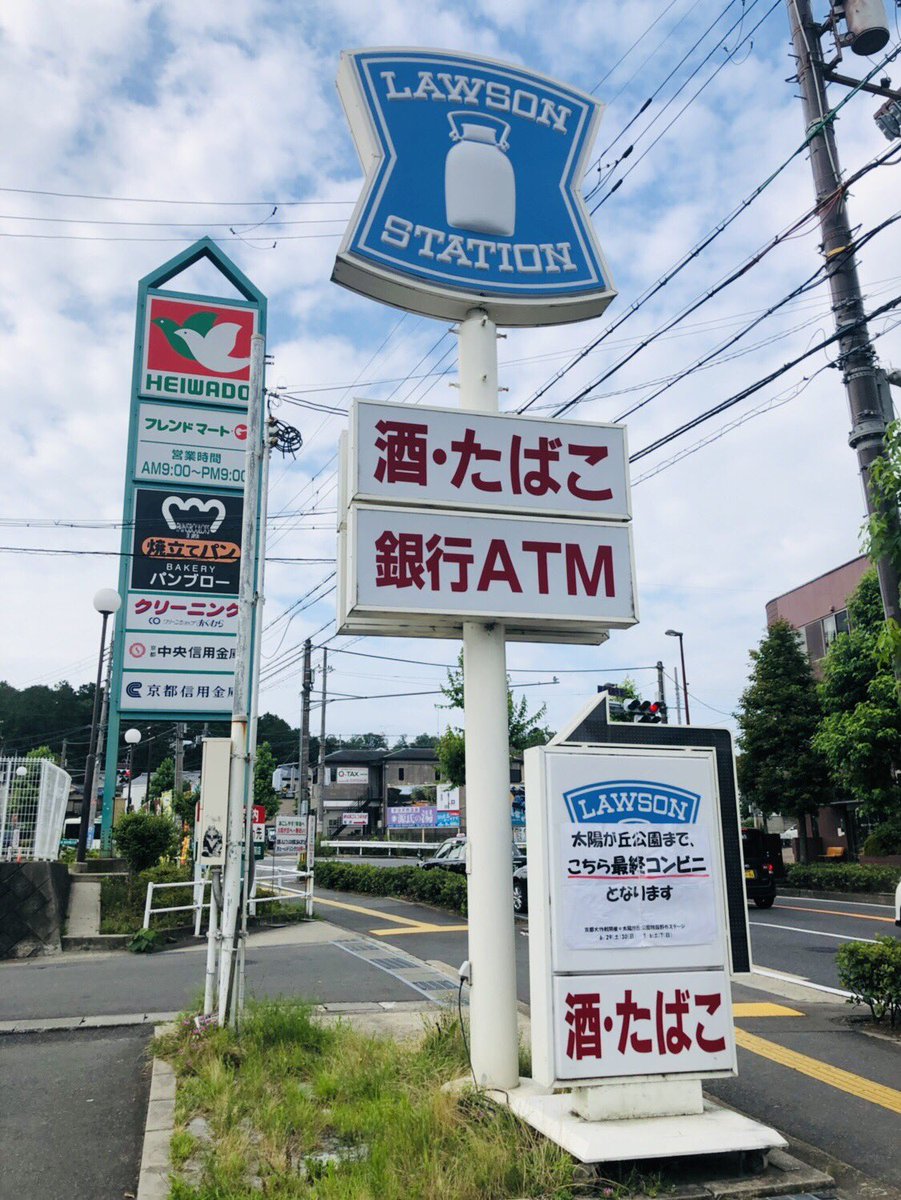 LAWSON
STATION
酒・たばこ
銀行ATM
HEIWADO
フレンドマート・G
営業時間
AM9:00〜PM9:00
焼立てパン
BAKERY
パンブロー
クリーニング
中央信用金庫
京都信用金庫
O-TAX
LAWSON
太陽が丘公園まで、
こちら最終コンビニ
となります
酒・たばこ